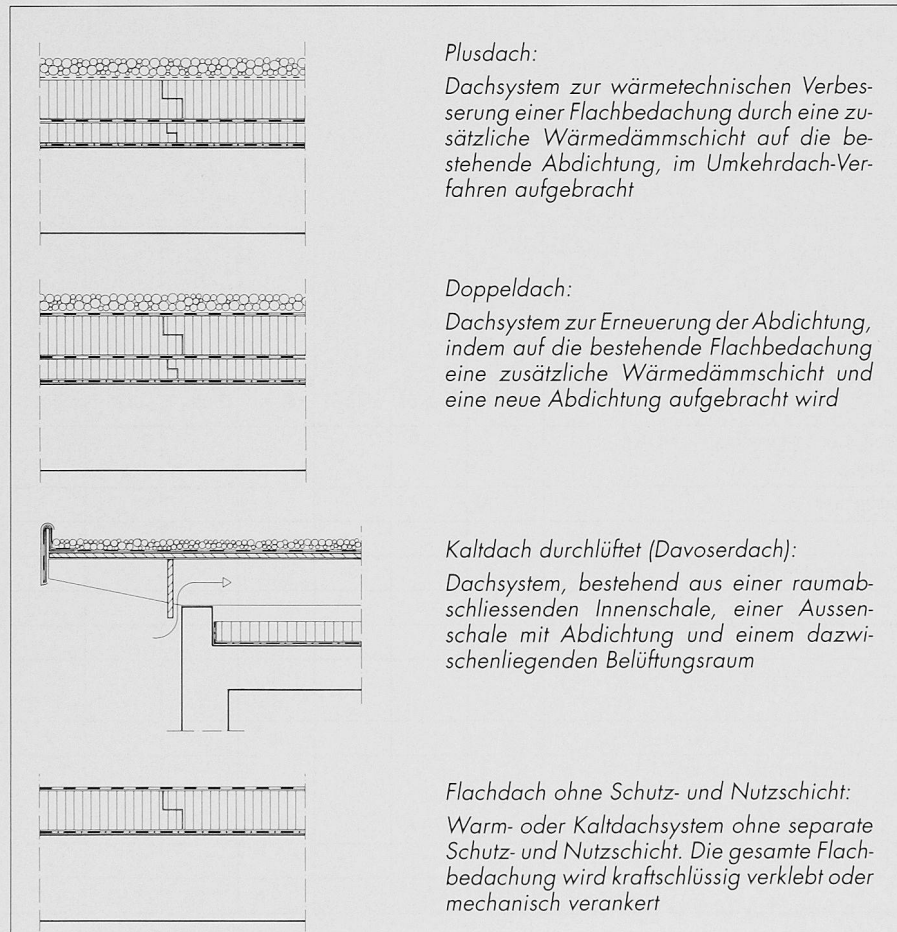 Plusdach:
Dachsystem zur wärmetechnischen Verbes-
serung einer Flachbedachung durch eine zu-
sätzliche Wärmedämmschicht auf die be-
stehende Abdichtung, im Umkehrdach-Ver-
fahren aufgebracht
Doppeldach:
Dachsystem zur Erneuerung der Abdichtung,
indem auf die bestehende Flachbedachung
eine zusätzliche Wärmedämmschicht und
eine neue Abdichtung aufgebracht wird
Kaltdach durchlüftet (Davoserdach):
Dachsystem, bestehend aus einer raumab-
schliessenden Innenschale, einer Aussen-
schale mit Abdichtung und einem dazwi-
schenliegenden Belüftungsraum
Flachdach ohne Schutz- und Nutzschicht:
Warm- oder Kaltdachsystem ohne separate
Schutz- und Nutzschicht. Die gesamte Flach-
bedachung wird kraftschlüssig verklebt oder
mechanisch verankert